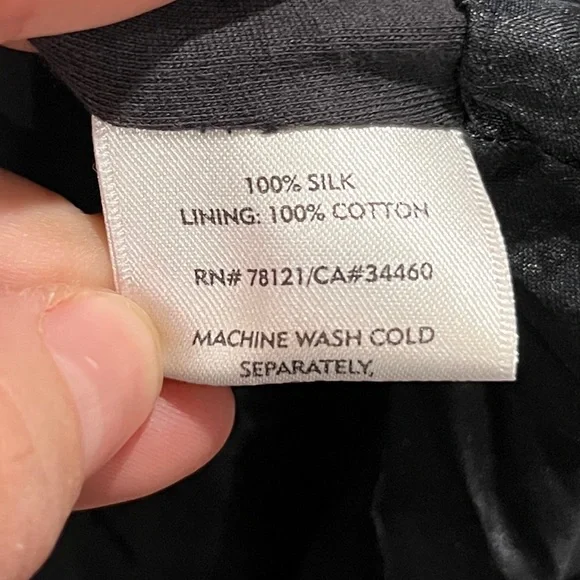 100% SILK
LINING: 100% COTTON
RN# 78121/CA#34460
MACHINE WASH COLD
SEPARATELY,